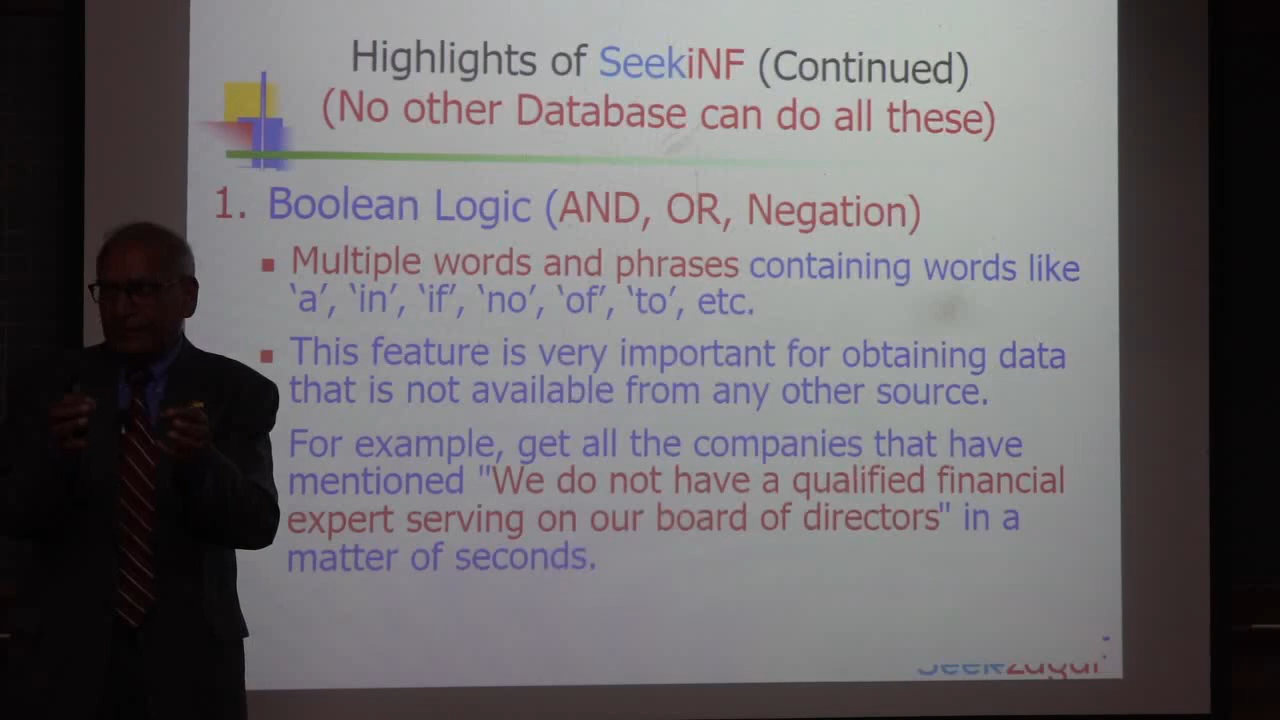 Highlights of SeekiNF (Continued)
(No other Database can do all these)
1. Boolean Logic (AND, OR, Negation)
▪ Multiple words and phrases containing words like
‘a’, ‘in’, ‘if’, ‘no’, ‘of’, ‘to’, etc.
▪ This feature is very important for obtaining data
that is not available from any other source.
For example, get all the companies that have
mentioned "We do not have a qualified financial
expert serving on our board of directors" in a
matter of seconds.